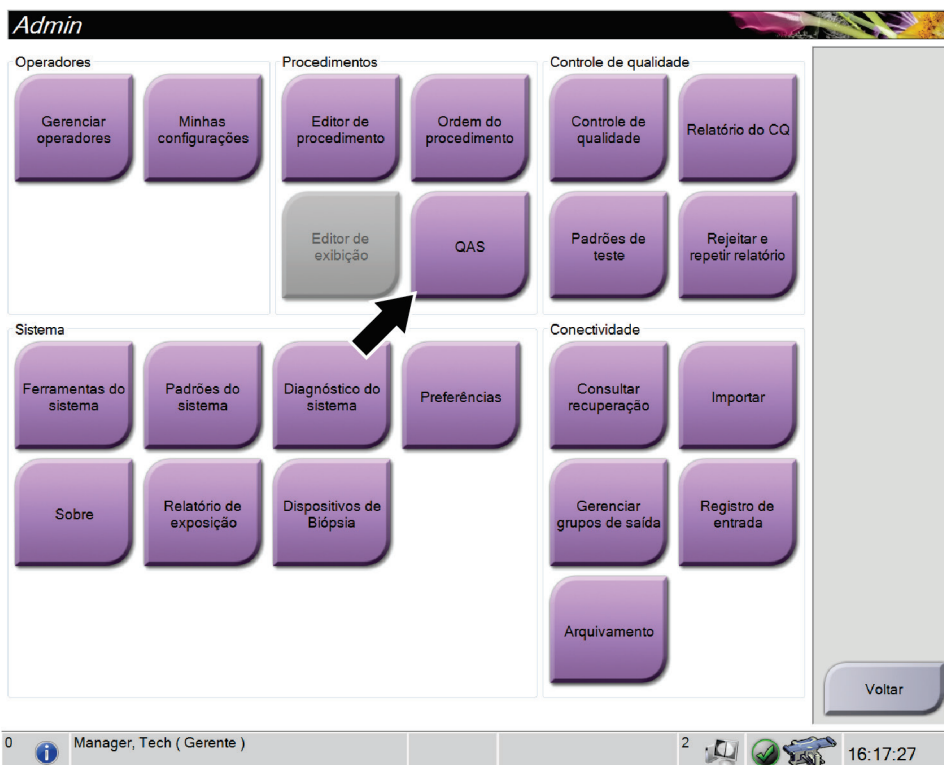 Admin
Operadores
Gerenciar
operadores
Minhas
configurações
Procedimentos
Editor de
procedimento
Ordem do
procedimento
Editor de
exibição
QAS
Controle de qualidade
Controle de
qualidade
Relatório do CQ
Padrões de
teste
Rejeitar e
repetir relatório
Sistema
Ferramentas do
sistema
Padrões do
sistema
Diagnóstico do
sistema
Preferências
Sobre
Relatório de
exposição
Dispositivos de
Biópsia
Conectividade
Consultar
recuperação
Importar
Gerenciar
grupos de saída
Registro de
entrada
Arquivamento
Voltar
0
Manager, Tech ( Gerente )
2
16:17:27